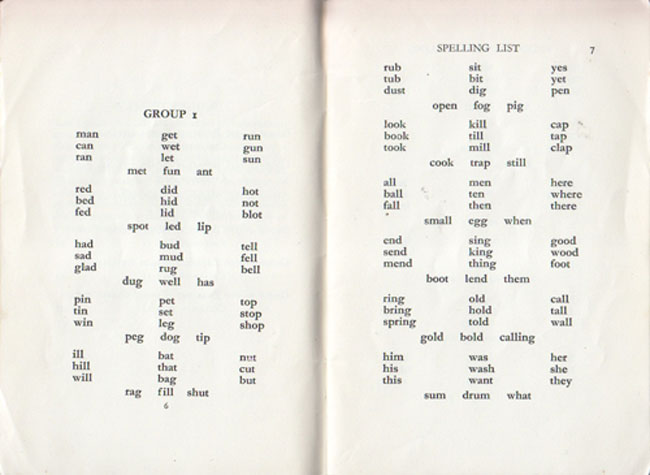 GROUP 1
man get run
can wet gun
ran let sun
met fun ant
red did hot
bed hid not
fed lid blot
spot led lip
had bud tell
sad mud fell
glad rug bell
dug well has
pin pet top
tin set stop
win leg shop
peg dog tip
ill bat nut
hill that cut
will bag but
rag fill shut
6
SPELLING LIST 7
rub sit yes
tub bit yet
dust dig pen
open fog pig
look kill cap
book till tap
took mill clap
cook trap still
all men here
ball ten where
fall then there
small egg when
end sing good
send king wood
mend thing foot
boot lend them
ring old call
bring hold tall
spring told wall
gold bold calling
him was her
his wash she
this want they
sum drum what